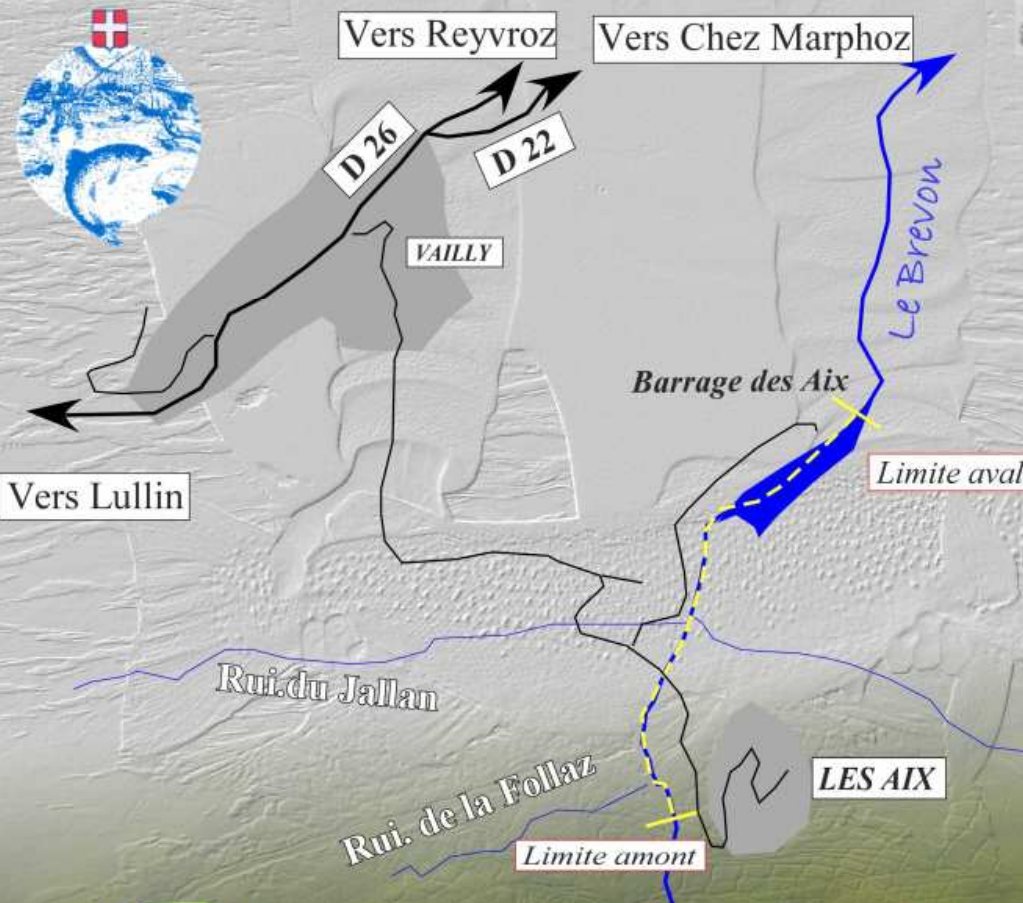 Vers Reyvroz
Vers Chez Marphoz
D 26
D 22
VAILLY
Le Brevon
Barrage des Aix
Limite aval
Vers Lullin
Rui.du Jallan
Rui. de la Follaz
LES AIX
Limite amont